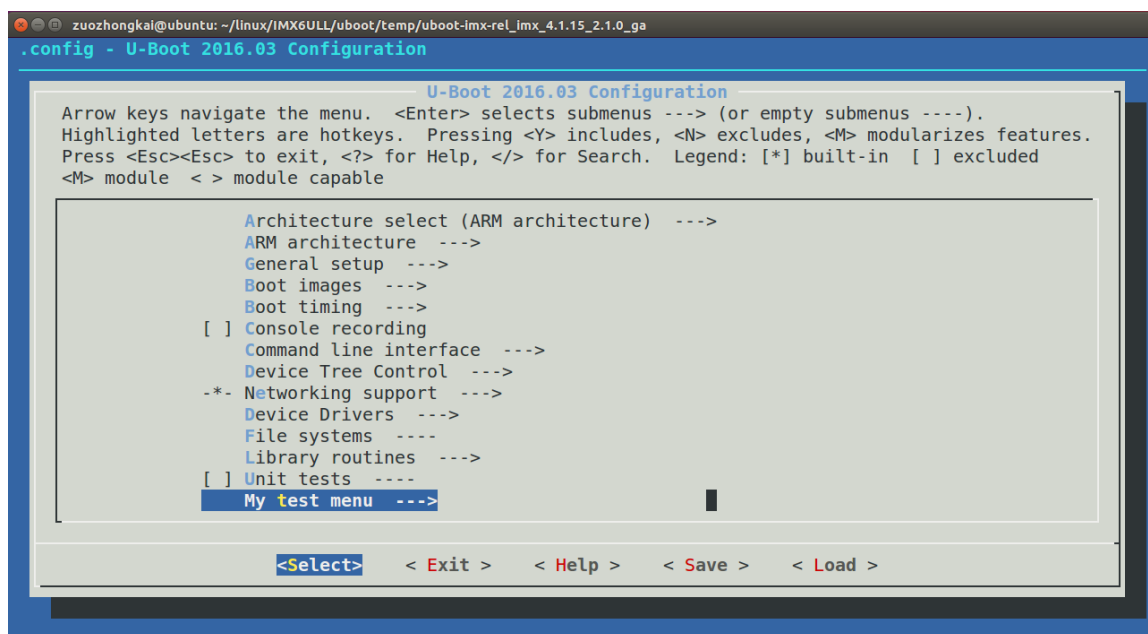 zuozhongkai@ubuntu: ~/linux/IMX6ULL/uboot/temp/uboot-imx-rel_imx_4.1.15_2.1.0_ga
.config - U-Boot 2016.03 Configuration
U-Boot 2016.03 Configuration
Arrow keys navigate the menu.  <Enter> selects submenus ---> (or empty submenus ----).
Highlighted letters are hotkeys.  Pressing <Y> includes, <N> excludes, <M> modularizes features.
Press <Esc><Esc> to exit, <?> for Help, </> for Search.  Legend: [*] built-in  [ ] excluded
<M> module  < > module capable
Architecture select (ARM architecture)  --->
ARM architecture  --->
General setup  --->
Boot images  --->
Boot timing  --->
[ ] Console recording
Command line interface  --->
Device Tree Control  --->
-*- Networking support  --->
Device Drivers  --->
File systems  ----
Library routines  --->
[ ] Unit tests  ----
My test menu  --->
<Select>    < Exit >    < Help >    < Save >    < Load >